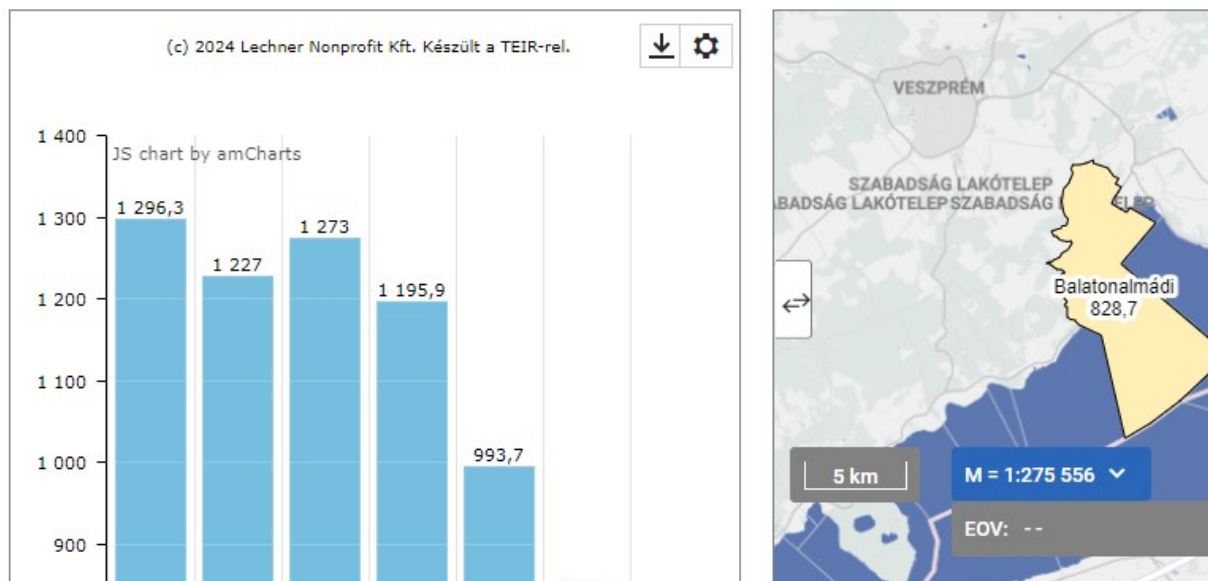 (c) 2024 Lechner Nonprofit Kft. Készült a TEIR-rel.
1 400
JS chart by amCharts
1 296,3
1 300
1 273
1 227
1 200
1 195,9
1 100
1 000
993,7
900
VESZPRÉM
SZABADSÁG LAKÓTELEP
ABADSÁG LAKÓTELEP SZABADSÁG L TELEP
Balatonalmádi
828,7
5 km
M = 1:275 556
EOV: - -